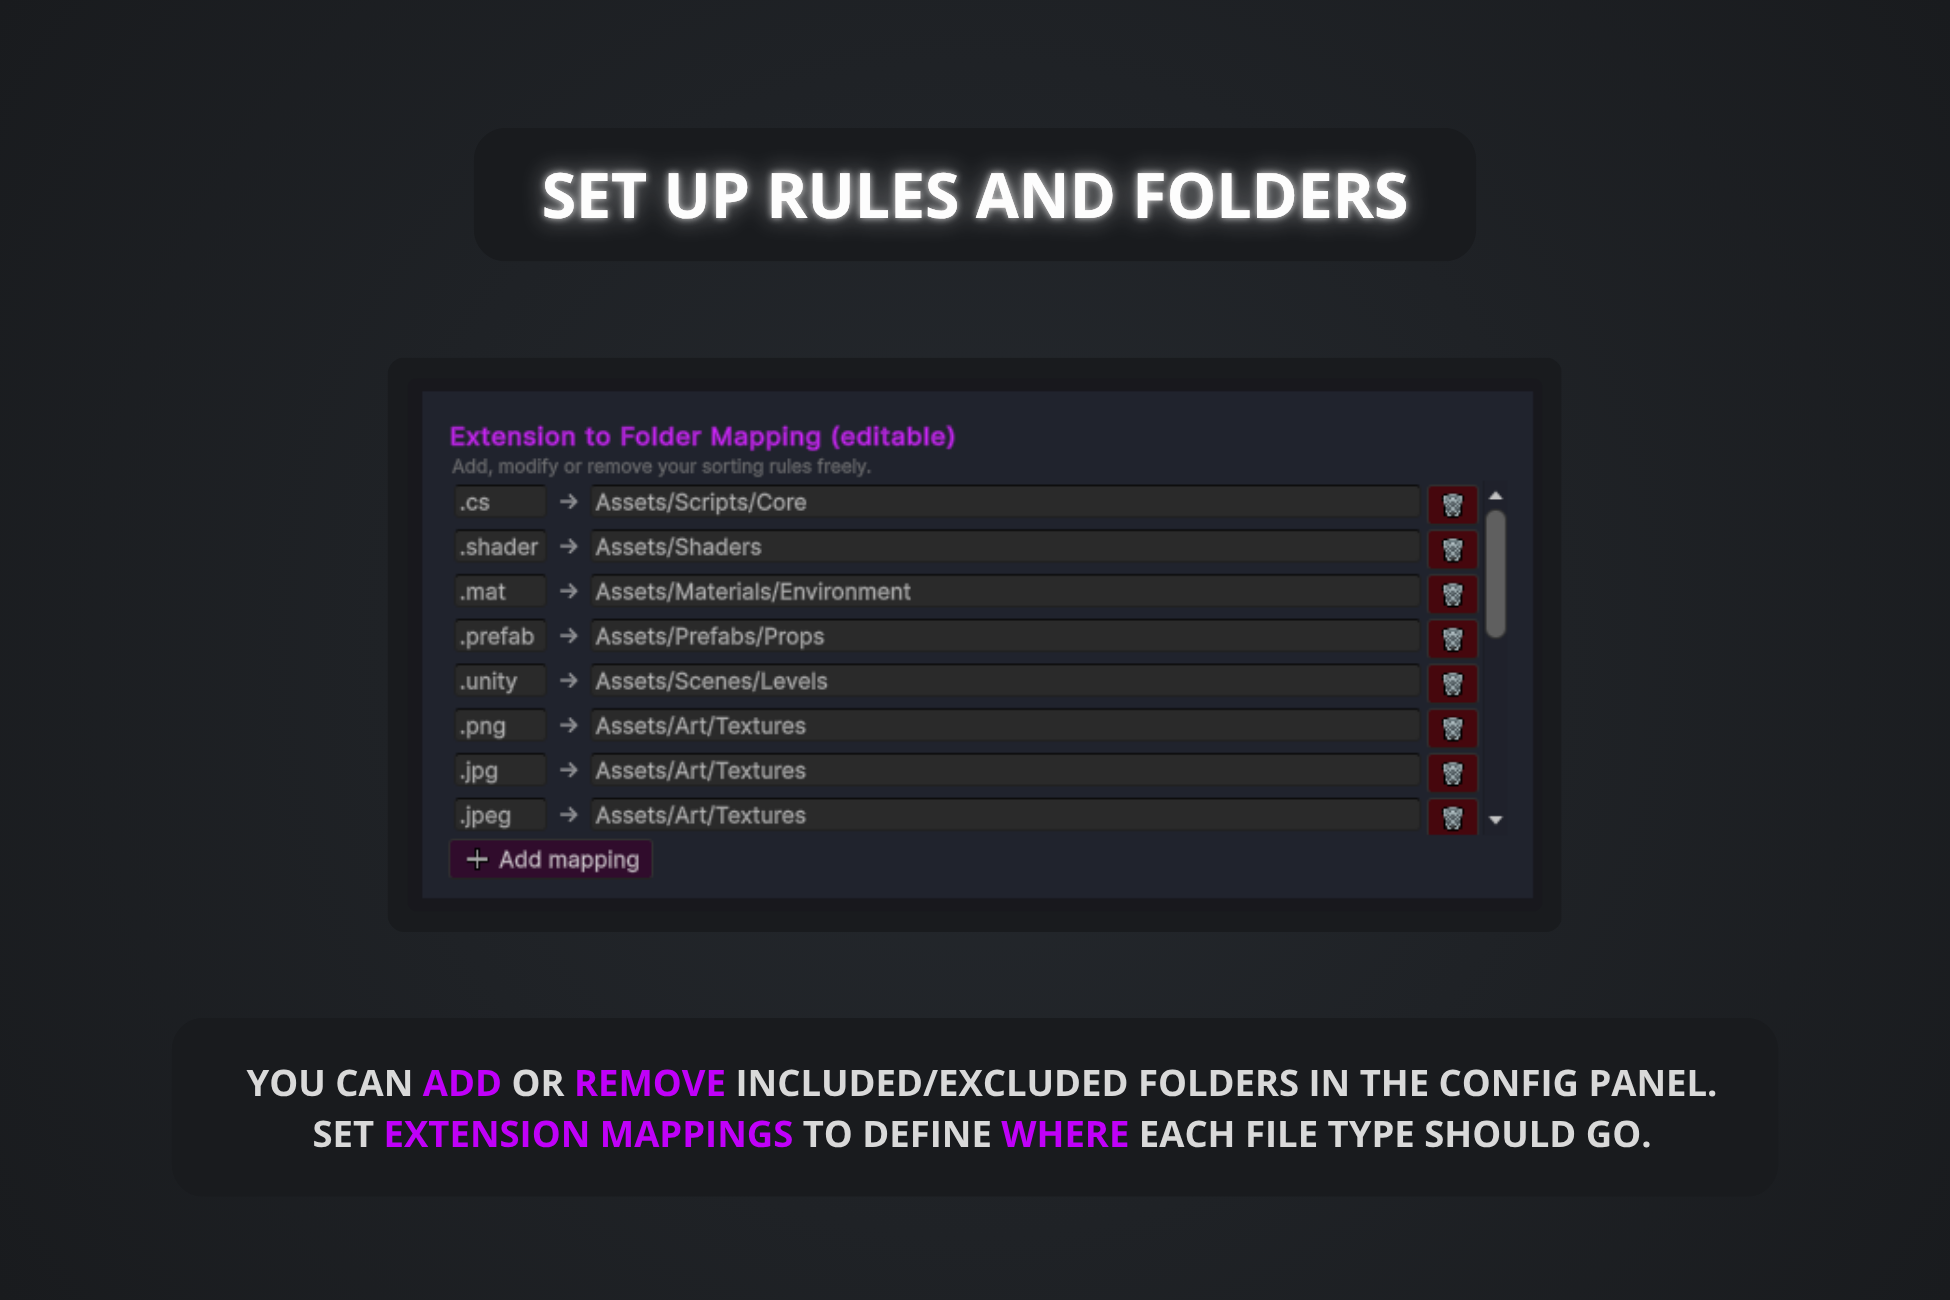 SET UP RULES AND FOLDERS
Extension to Folder Mapping (editable)
Add, modify or remove your sorting rules freely.
.cs → Assets/Scripts/Core
.shader → Assets/Shaders
.mat → Assets/Materials/Environment
.prefab → Assets/Prefabs/Props
.unity → Assets/Scenes/Levels
.png → Assets/Art/Textures
.jpg → Assets/Art/Textures
.jpeg → Assets/Art/Textures
+ Add mapping
YOU CAN ADD OR REMOVE INCLUDED/EXCLUDED FOLDERS IN THE CONFIG PANEL.
SET EXTENSION MAPPINGS TO DEFINE WHERE EACH FILE TYPE SHOULD GO.